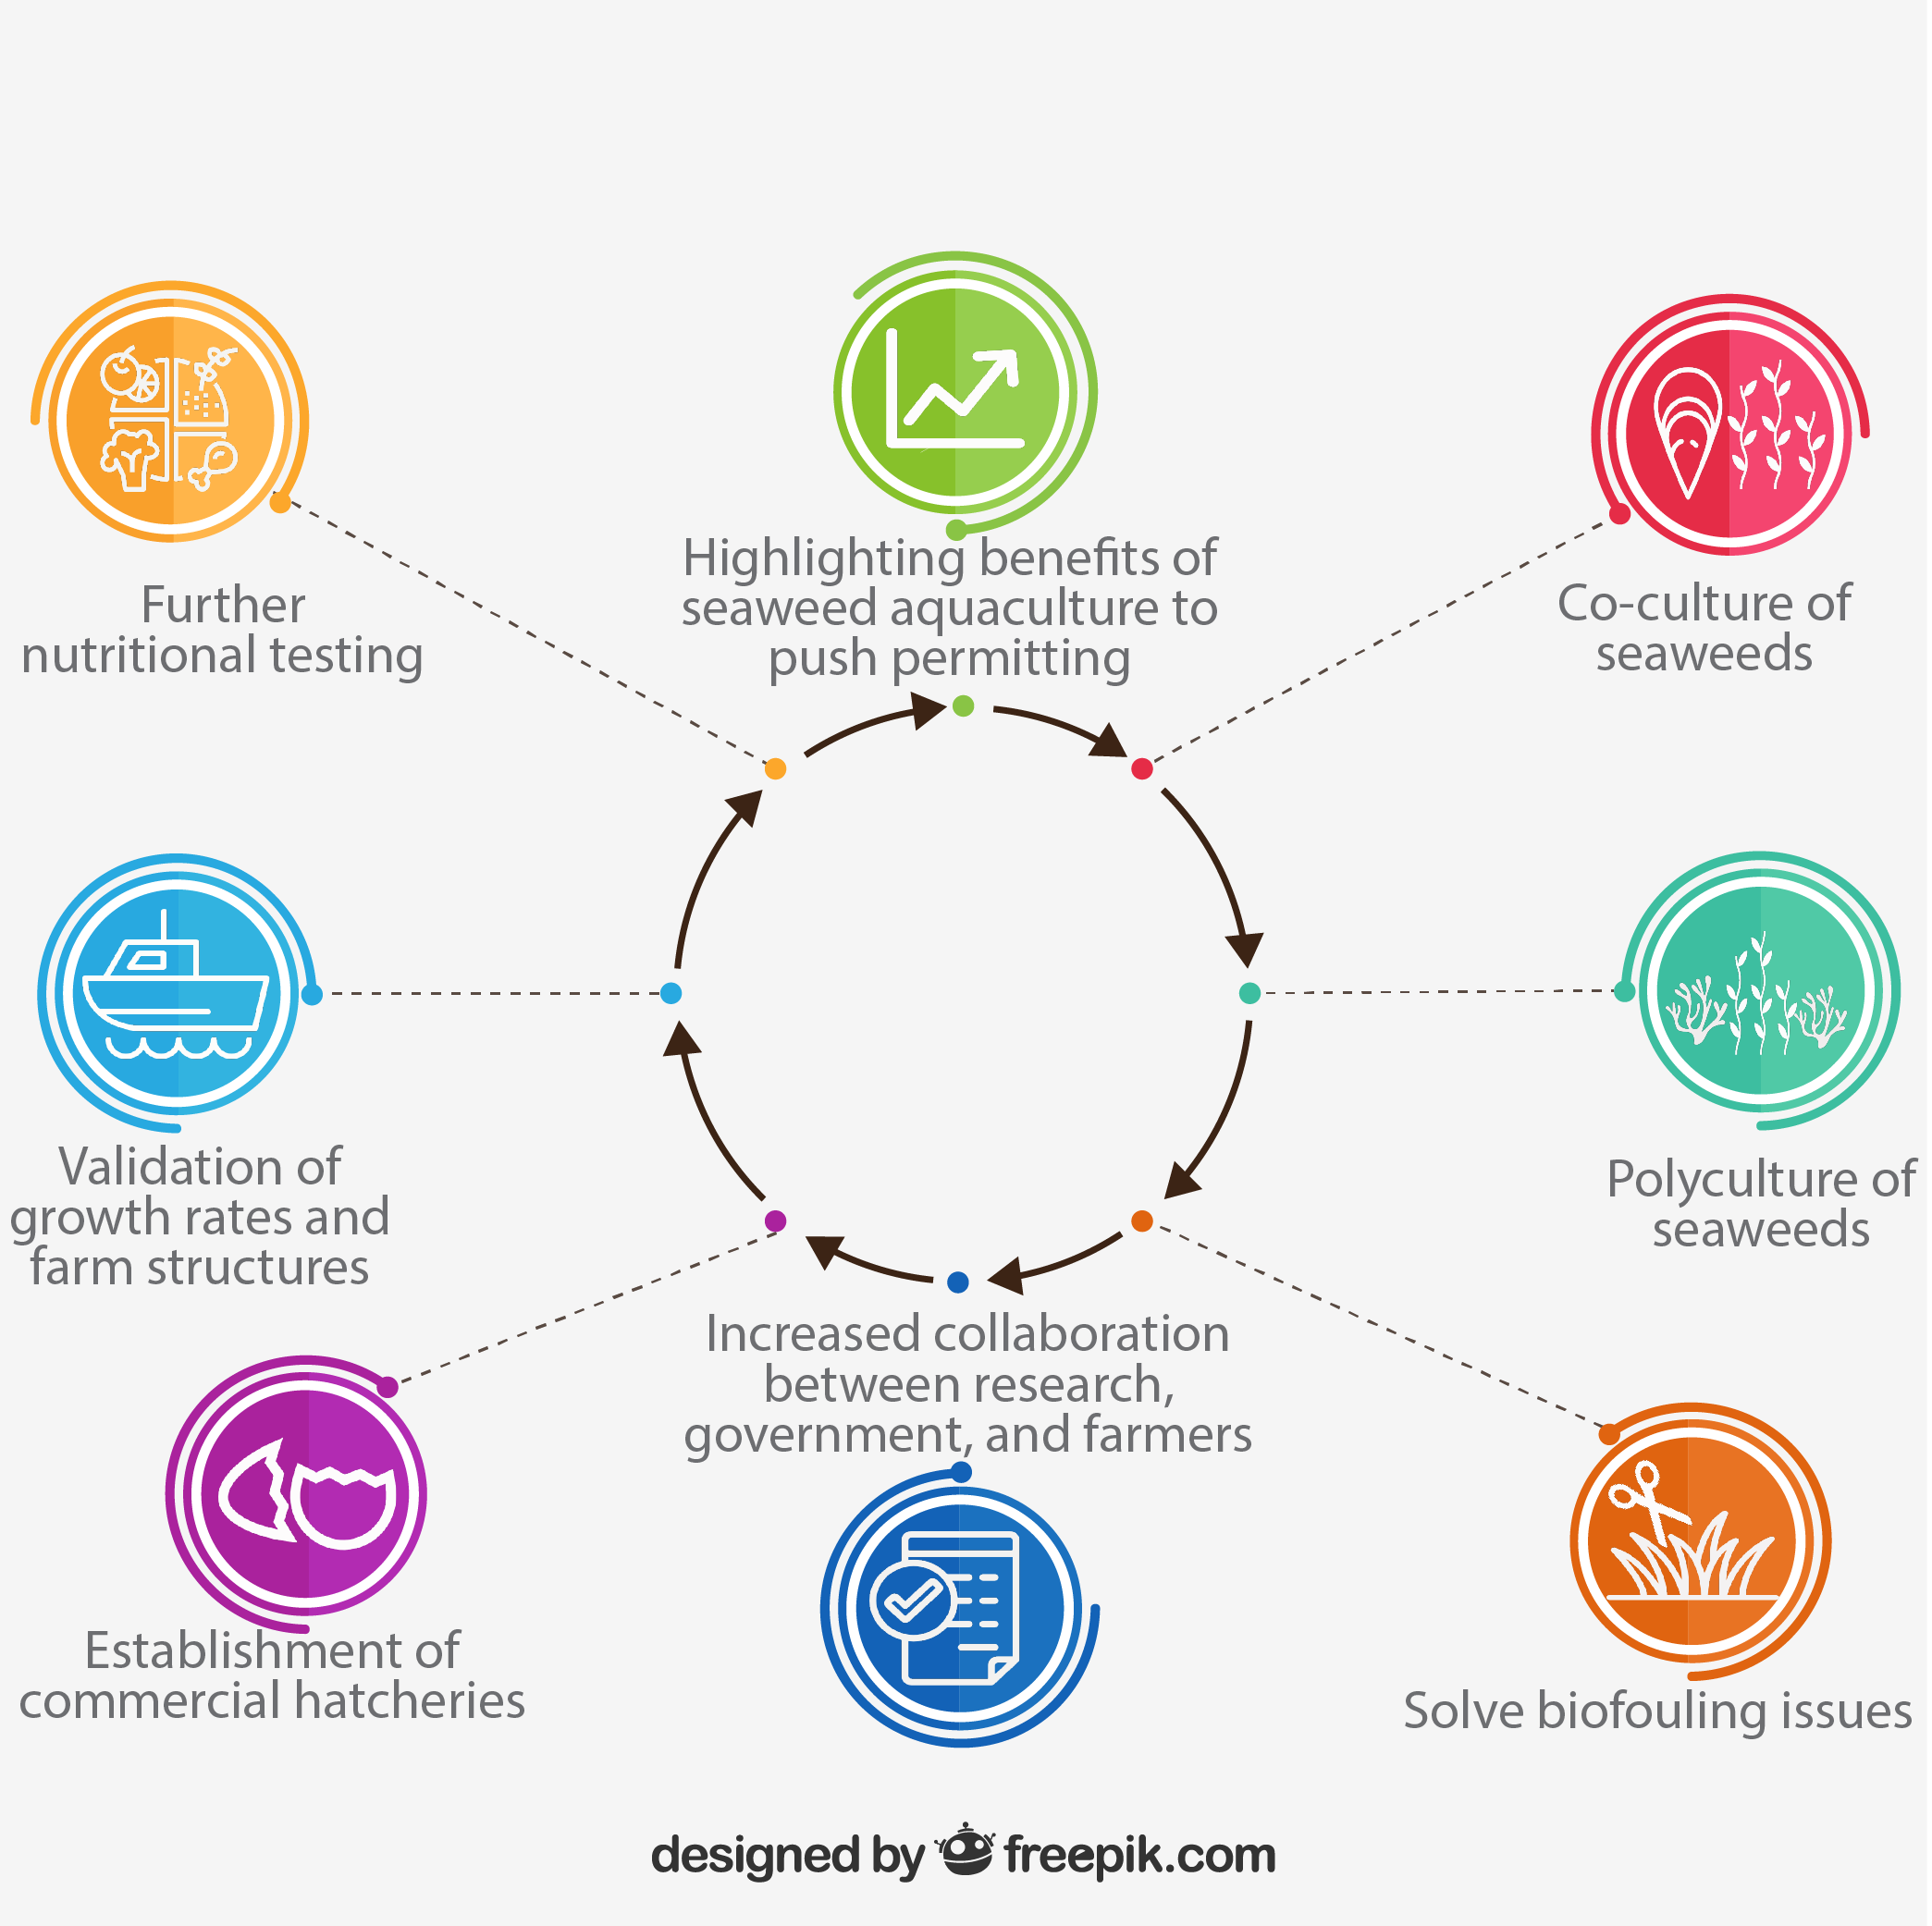 Further
nutritional testing
Highlighting benefits of
seaweed aquaculture to
push permitting
Co-culture of
seaweeds
Validation of
growth rates and
farm structures
Polyculture of
seaweeds
Increased collaboration
between research,
government, and farmers
Establishment of
commercial hatcheries
Solve biofouling issues
designed by freepik.com